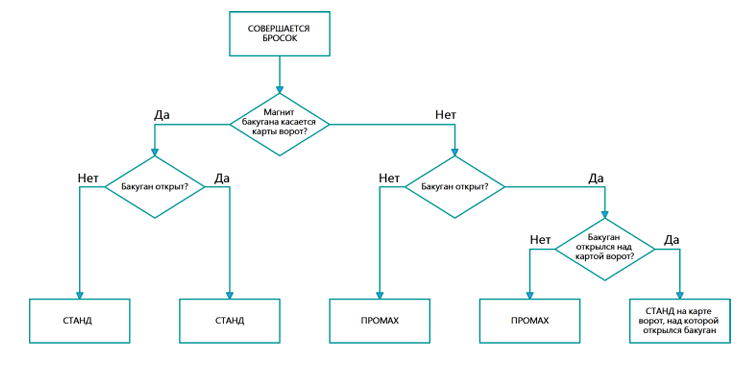 СОВЕРШАЕТСЯ
БРОСОК
Магнит
бакугана касается
карты ворот?
Да
Нет
Бакуган открыт?
Нет
Да
Бакуган открыт?
Нет
Да
Бакуган
открылся над
картой ворот?
Нет
Да
СТАНД
СТАНД
ПРОМАХ
ПРОМАХ
СТАНД на карте
ворот, над которой
открылся бакуган